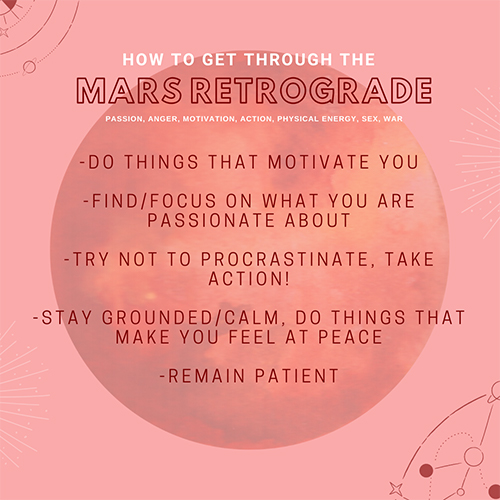 HOW TO GET THROUGH THE
MARS RETROGRADE
PASSION, ANGER, MOTIVATION, ACTION, PHYSICAL ENERGY, SEX, WAR
-DO THINGS THAT MOTIVATE YOU
-FIND/FOCUS ON WHAT YOU ARE
PASSIONATE ABOUT
-TRY NOT TO PROCRASTINATE, TAKE
ACTION!
-STAY GROUNDED/CALM, DO THINGS THAT
MAKE YOU FEEL AT PEACE
-REMAIN PATIENT